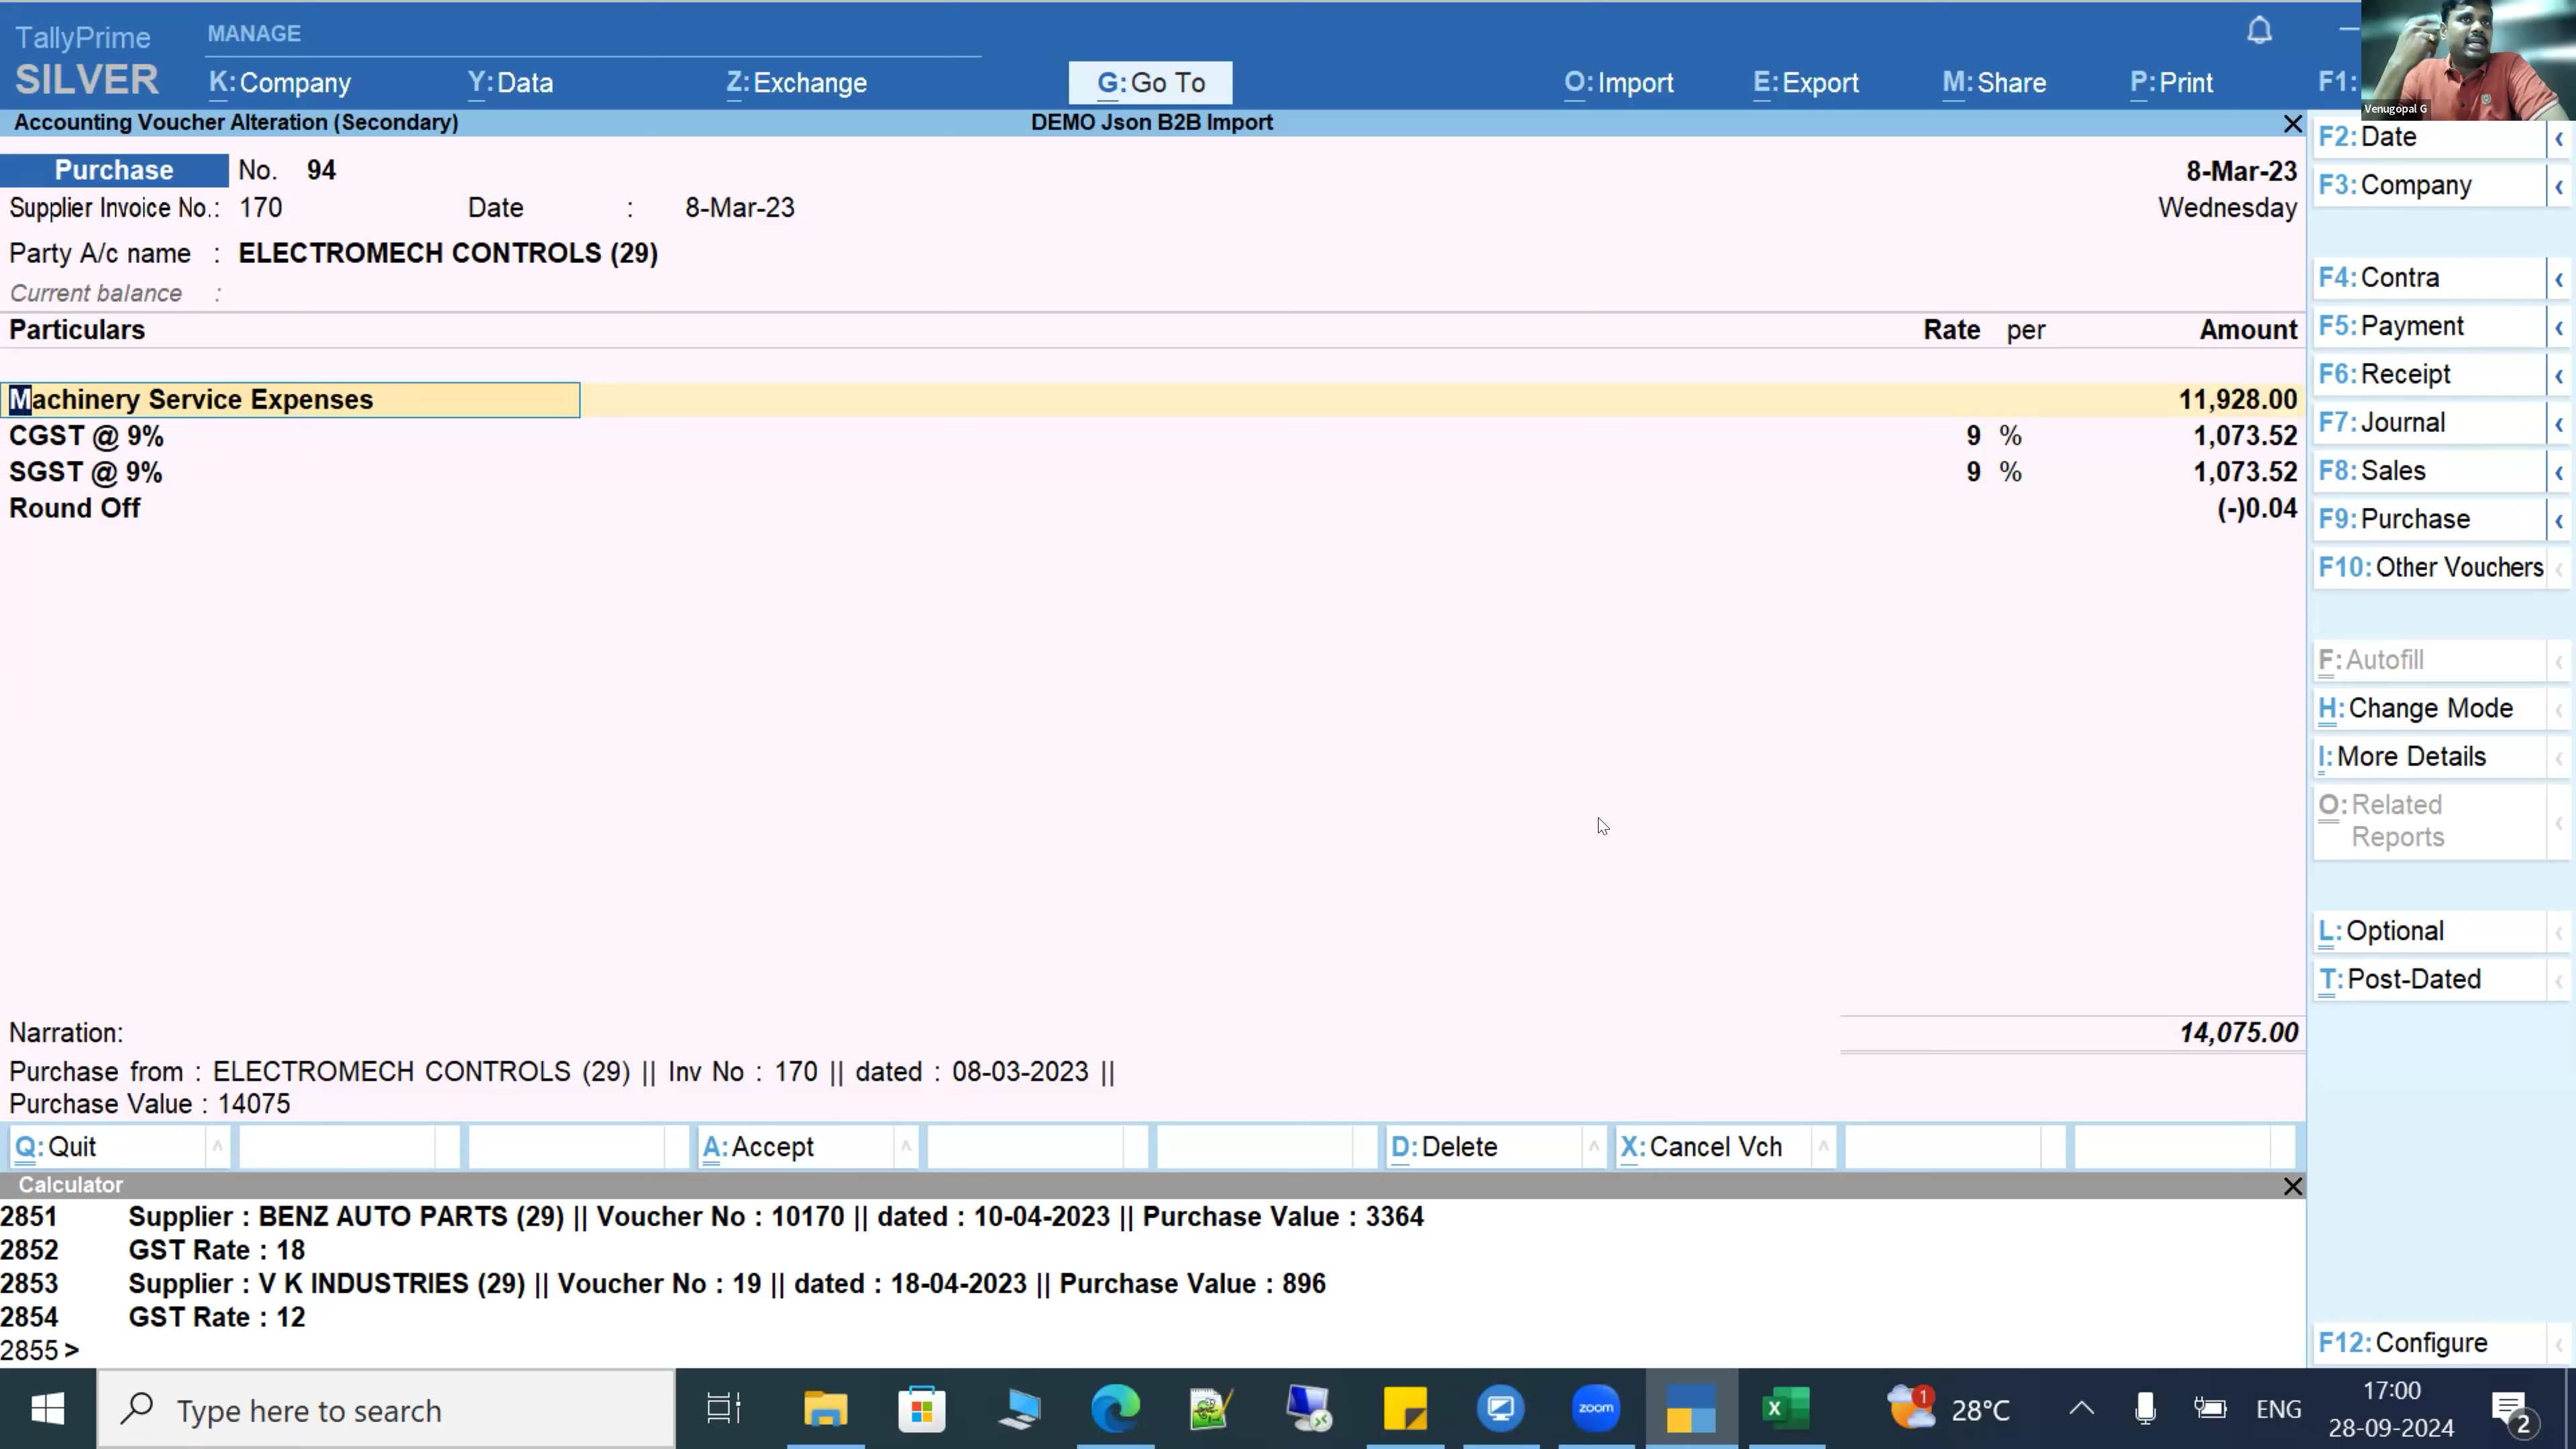 TallyPrime
SILVER
MANAGE
K:Company
Y:Data
Z:Exchange
G:Go To
O:Import
E:Export
M:Share
P:Print
F1:
Venugopal G
Accounting Voucher Alteration (Secondary)
DEMO Json B2B Import
Purchase No. 94
8-Mar-23
Supplier Invoice No.: 170 Date : 8-Mar-23
Wednesday
Party A/c name : ELECTROMECH CONTROLS (29)
Current balance :
Particulars Rate per Amount
Machinery Service Expenses 11,928.00
CGST @ 9% 9 % 1,073.52
SGST @ 9% 9 % 1,073.52
Round Off (-)0.04
Narration: 14,075.00
Purchase from : ELECTROMECH CONTROLS (29) || Inv No : 170 || dated : 08-03-2023 ||
Purchase Value : 14075
Q:Quit
A:Accept
D:Delete
X:Cancel Vch
F2:Date
F3:Company
F4:Contra
F5:Payment
F6:Receipt
F7:Journal
F8:Sales
F9:Purchase
F10:Other Vouchers
F:Autofill
H:Change Mode
I:More Details
O:Related
Reports
L:Optional
T:Post-Dated
F12:Configure
Calculator
2851 Supplier : BENZ AUTO PARTS (29) || Voucher No : 10170 || dated : 10-04-2023 || Purchase Value : 3364
2852 GST Rate : 18
2853 Supplier : V K INDUSTRIES (29) || Voucher No : 19 || dated : 18-04-2023 || Purchase Value : 896
2854 GST Rate : 12
2855 >
Type here to search
zoom
1
28°C
ENG
17:00
28-09-2024
2